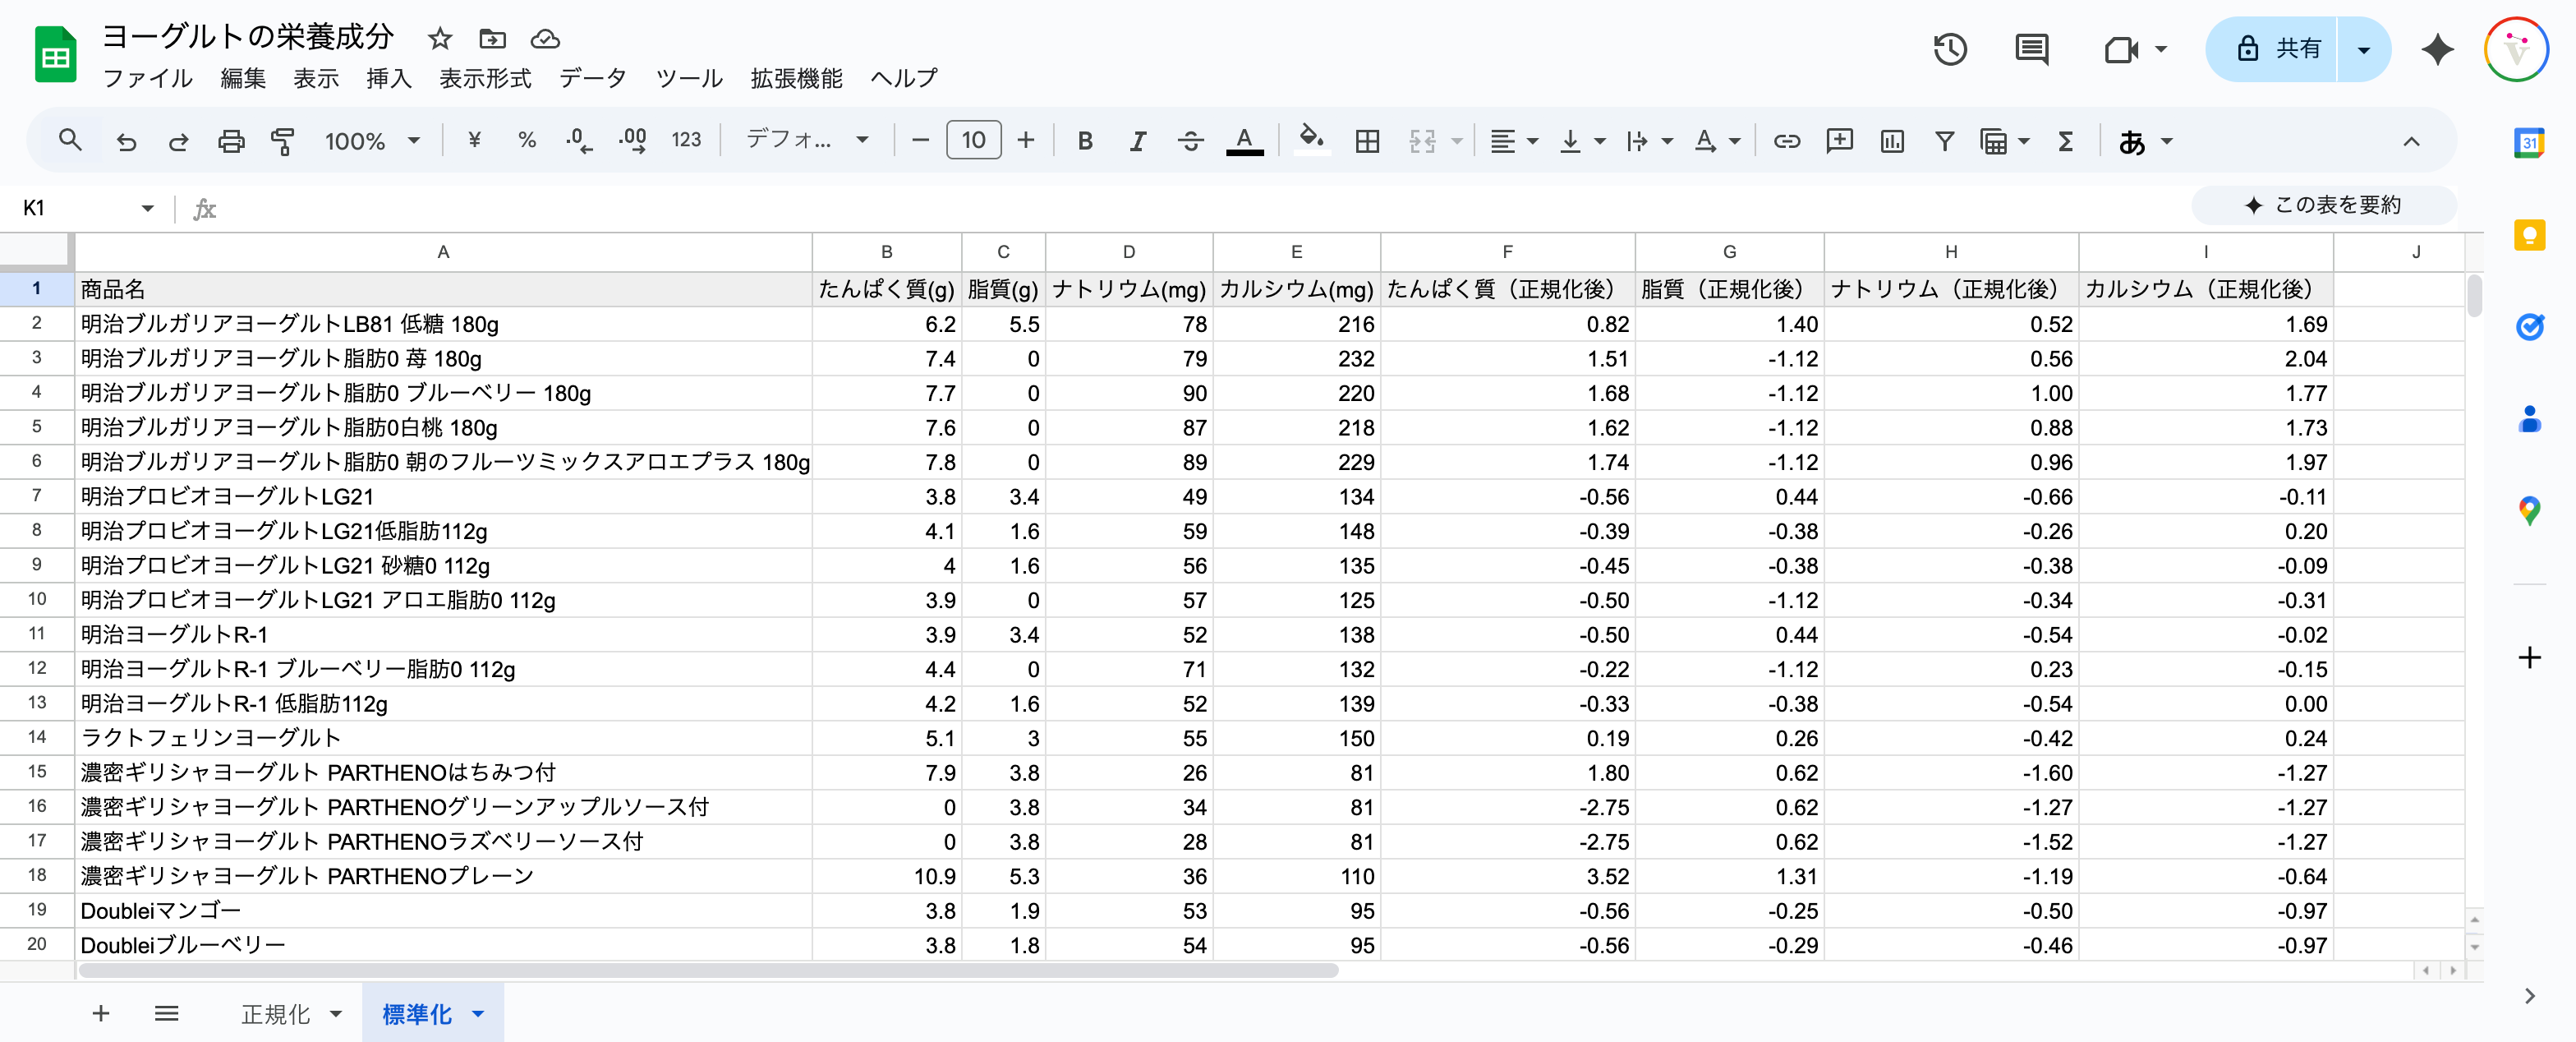 ヨーグルトの栄養成分
ファイル 編集 表示 挿入 表示形式 データ ツール 拡張機能 ヘルプ
共有
100% ¥ % .0 .00 123 デフォ... 10 B I S A Σ あ
31
K1 fx
この表を要約
A B C D E F G H I J
1 商品名 たんぱく質(g) 脂質(g) ナトリウム(mg) カルシウム(mg) たんぱく質（正規化後） 脂質（正規化後） ナトリウム（正規化後） カルシウム（正規化後）
2 明治ブルガリアヨーグルトLB81 低糖 180g 6.2 5.5 78 216 0.82 1.40 0.52 1.69
3 明治ブルガリアヨーグルト脂肪0 苺 180g 7.4 0 79 232 1.51 -1.12 0.56 2.04
4 明治ブルガリアヨーグルト脂肪0 ブルーベリー 180g 7.7 0 90 220 1.68 -1.12 1.00 1.77
5 明治ブルガリアヨーグルト脂肪0白桃 180g 7.6 0 87 218 1.62 -1.12 0.88 1.73
6 明治ブルガリアヨーグルト脂肪0 朝のフルーツミックスアロエプラス 180g 7.8 0 89 229 1.74 -1.12 0.96 1.97
7 明治プロビオヨーグルトLG21 3.8 3.4 49 134 -0.56 0.44 -0.66 -0.11
8 明治プロビオヨーグルトLG21低脂肪112g 4.1 1.6 59 148 -0.39 -0.38 -0.26 0.20
9 明治プロビオヨーグルトLG21 砂糖0 112g 4 1.6 56 135 -0.45 -0.38 -0.38 -0.09
10 明治プロビオヨーグルトLG21 アロエ脂肪0 112g 3.9 0 57 125 -0.50 -1.12 -0.34 -0.31
11 明治ヨーグルトR-1 3.9 3.4 52 138 -0.50 0.44 -0.54 -0.02
12 明治ヨーグルトR-1 ブルーベリー脂肪0 112g 4.4 0 71 132 -0.22 -1.12 0.23 -0.15
13 明治ヨーグルトR-1 低脂肪112g 4.2 1.6 52 139 -0.33 -0.38 -0.54 0.00
14 ラクトフェリンヨーグルト 5.1 3 55 150 0.19 0.26 -0.42 0.24
15 濃密ギリシャヨーグルト PARTHENOはちみつ付 7.9 3.8 26 81 1.80 0.62 -1.60 -1.27
16 濃密ギリシャヨーグルト PARTHENOグリーンアップルソース付 0 3.8 34 81 -2.75 0.62 -1.27 -1.27
17 濃密ギリシャヨーグルト PARTHENOラズベリーソース付 0 3.8 28 81 -2.75 0.62 -1.52 -1.27
18 濃密ギリシャヨーグルト PARTHENOプレーン 10.9 5.3 36 110 3.52 1.31 -1.19 -0.64
19 Doubleiマンゴー 3.8 1.9 53 95 -0.56 -0.25 -0.50 -0.97
20 Doubleiブルーベリー 3.8 1.8 54 95 -0.56 -0.29 -0.46 -0.97
正規化 標準化